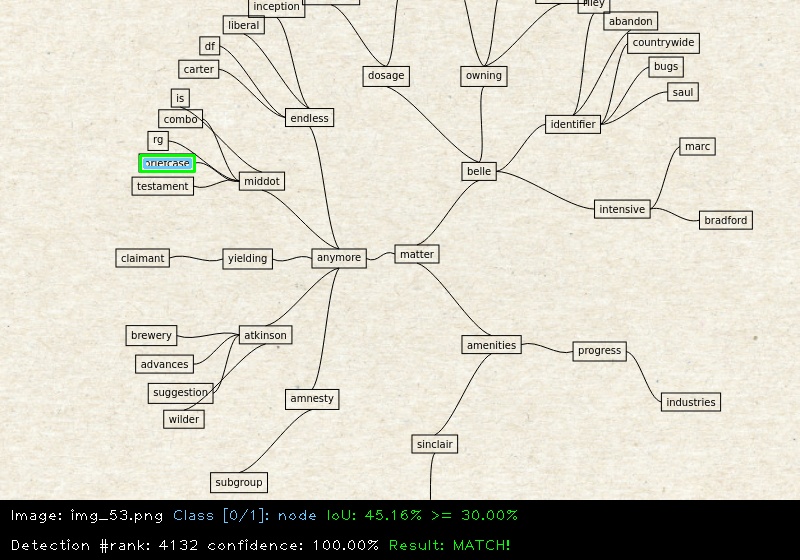 inception
riley
liberal
abandon
df
countrywide
carter
dosage
owning
bugs
is
saul
combo
endless
identifier
rg
marc
briefcase
middot
belle
testament
intensive
bradford
claimant
yielding
anymore
matter
brewery
atkinson
amenities
progress
advances
suggestion
amnesty
industries
wilder
sinclair
subgroup
Image: img_53.png Class [0/1]: node IoU: 45.16% >= 30.00%
Detection #rank: 4132 confidence: 100.00% Result: MATCH!